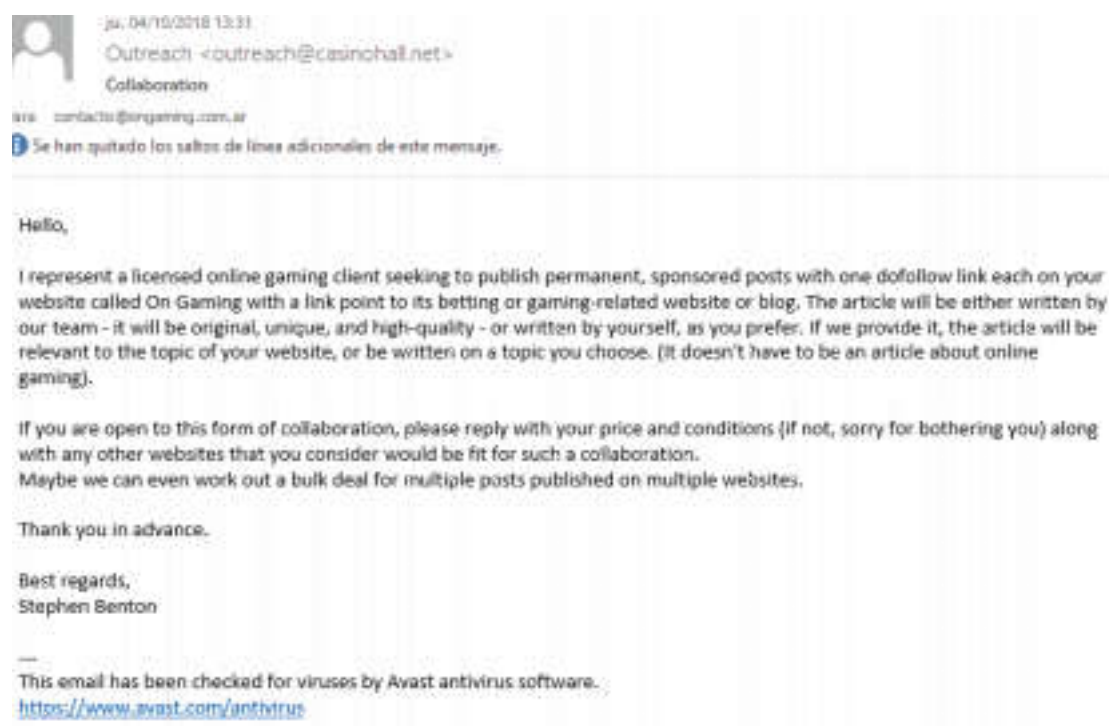 ju. 04/10/2018 13:31
Outreach <outreach@casinohall.net>
Collaboration
contacto@ongaming.com.ar
Se han quitado los saltos de línea adicionales de este mensaje.
Hello,
I represent a licensed online gaming client seeking to publish permanent, sponsored posts with one dofollow link each on your
website called On Gaming with a link point to its betting or gaming-related website or blog. The article will be either written by
our team - it will be original, unique, and high-quality - or written by yourself, as you prefer. If we provide it, the article will be
relevant to the topic of your website, or be written on a topic you choose. (It doesn't have to be an article about online
gaming).
If you are open to this form of collaboration, please reply with your price and conditions (if not, sorry for bothering you) along
with any other websites that you consider would be fit for such a collaboration.
Maybe we can even work out a bulk deal for multiple posts published on multiple websites.
Thank you in advance.
Best regards,
Stephen Benton
---
This email has been checked for viruses by Avast antivirus software.
https://www.avast.com/antivirus